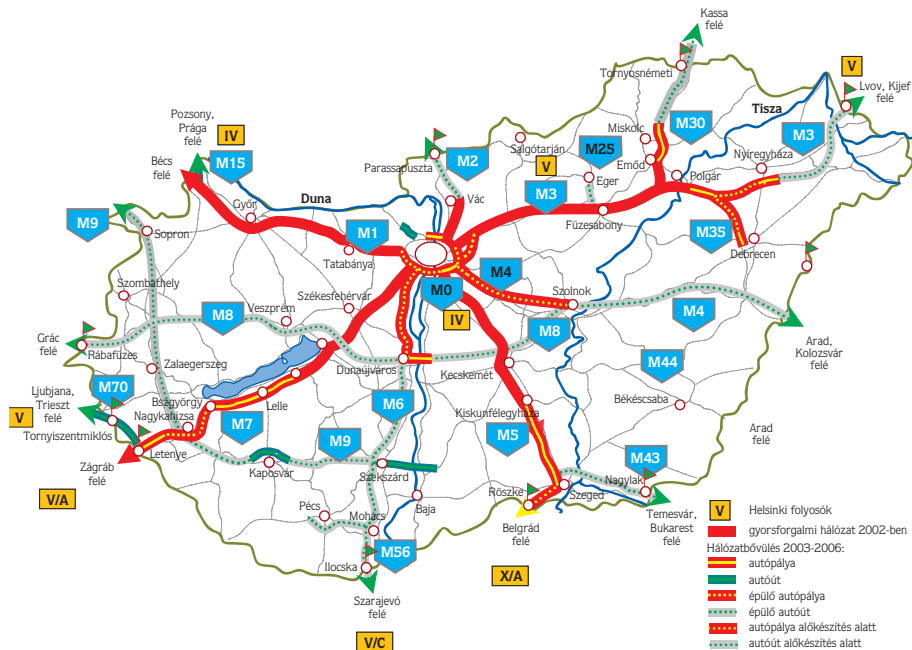 Kassa
felé
Tornyosnémeti
V
Lvov, Kijef
felé
Tisza
Pozsony,
Prága
felé
IV
M15
Bécs
felé
M2
Parassapuszta
Salgótarján
M25
M30
Miskolc
M3
V
Emőd
Nyíregyháza
Eger
Polgár
Vác
Duna
M3
M9
Győr
Sopron
M1
Füzesabony
M35
Tatabánya
Debrecen
M4
Szombathely
Székesfehérvár
M0
Szolnok
Veszprém
M8
IV
M8
M4
Grác
felé
Rábafüzes
Zalaegerszeg
Dunaújváros
Kecskemét
Arad,
Kolozsvár
felé
M44
M70
Ljubjana,
Trieszt
felé
Bszgyörgy
Lelle
M6
Békéscsaba
V
Nagykanizsa
M7
Kiskunfélegyháza
Tornyiszentmiklós
M9
M5
Arad
felé
Letenye
Zágráb
felé
Kaposvár
Szekszárd
M43
Nagylak
V/A
Röszke
Szeged
Pécs
Mohács
Baja
Belgrád
felé
Temesvár,
Bukarest
felé
M56
Illocska
X/A
Szarajevó
felé
V/C
V Helsinki folyosók
gyorsforgalmi hálózat 2002-ben
Hálózatbővülés 2003-2006:
autópálya
autóút
épülő autópálya
épülő autóút
autópálya előkészítés alatt
autóút előkészítés alatt